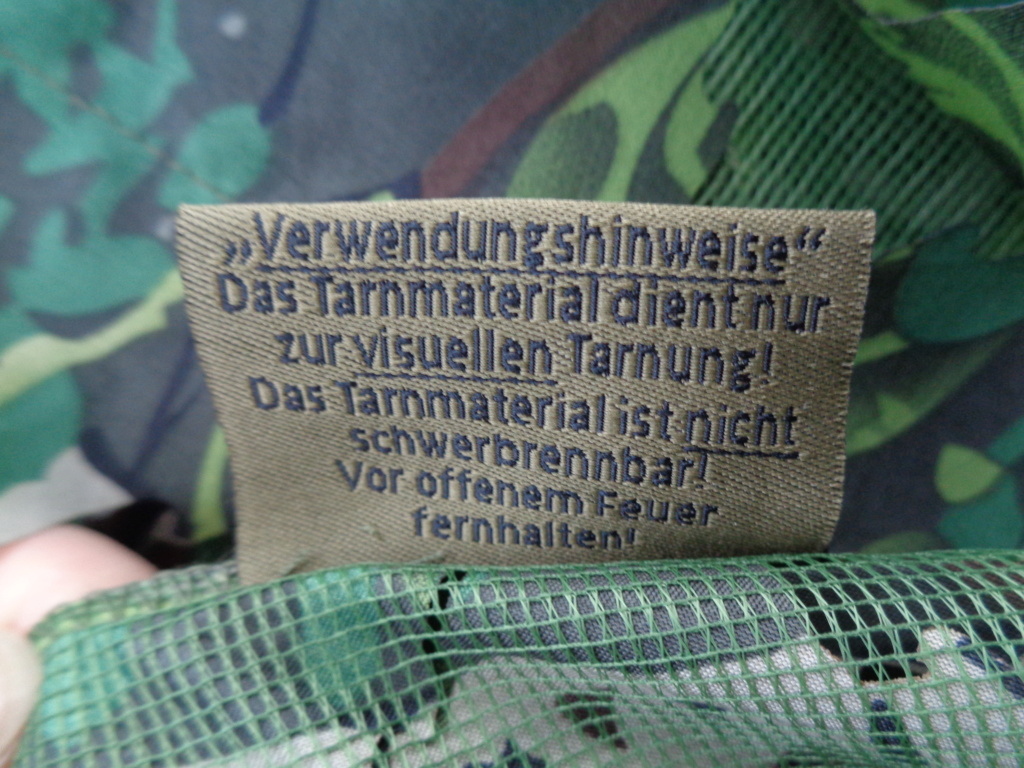 „Verwendungshinweise“
Das Tarnmaterial dient nur
zur visuellen Tarnung!
Das Tarnmaterial ist nicht
schwerbrennbar!
Vor offenem Feuer
fernhalten!